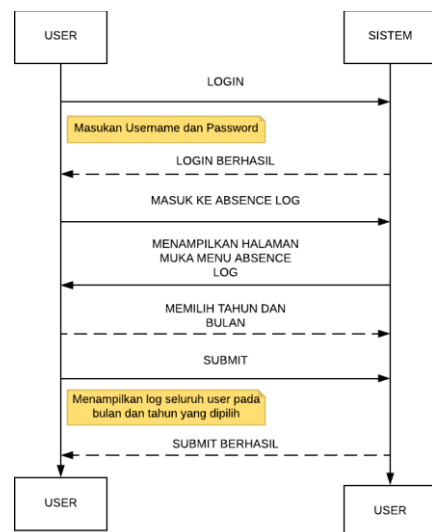 USER
SISTEM
LOGIN
Masukan Username dan Password
LOGIN BERHASIL
MASUK KE ABSENCE LOG
MENAMPILKAN HALAMAN
MUKA MENU ABSENCE
LOG
MEMILIH TAHUN DAN
BULAN
SUBMIT
Menampilkan log seluruh user pada
bulan dan tahun yang dipilih
SUBMIT BERHASIL
USER
USER